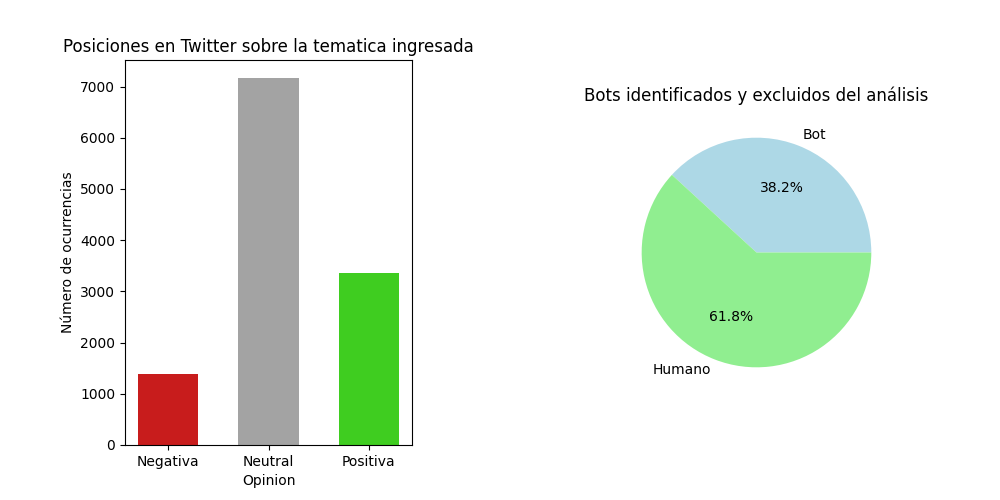 Posiciones en Twitter sobre la tematica ingresada
Número de ocurrencias
7000
6000
5000
4000
3000
2000
1000
0
Negativa
Neutral
Positiva
Opinion
Bots identificados y excluidos del análisis
Bot
38.2%
61.8%
Humano